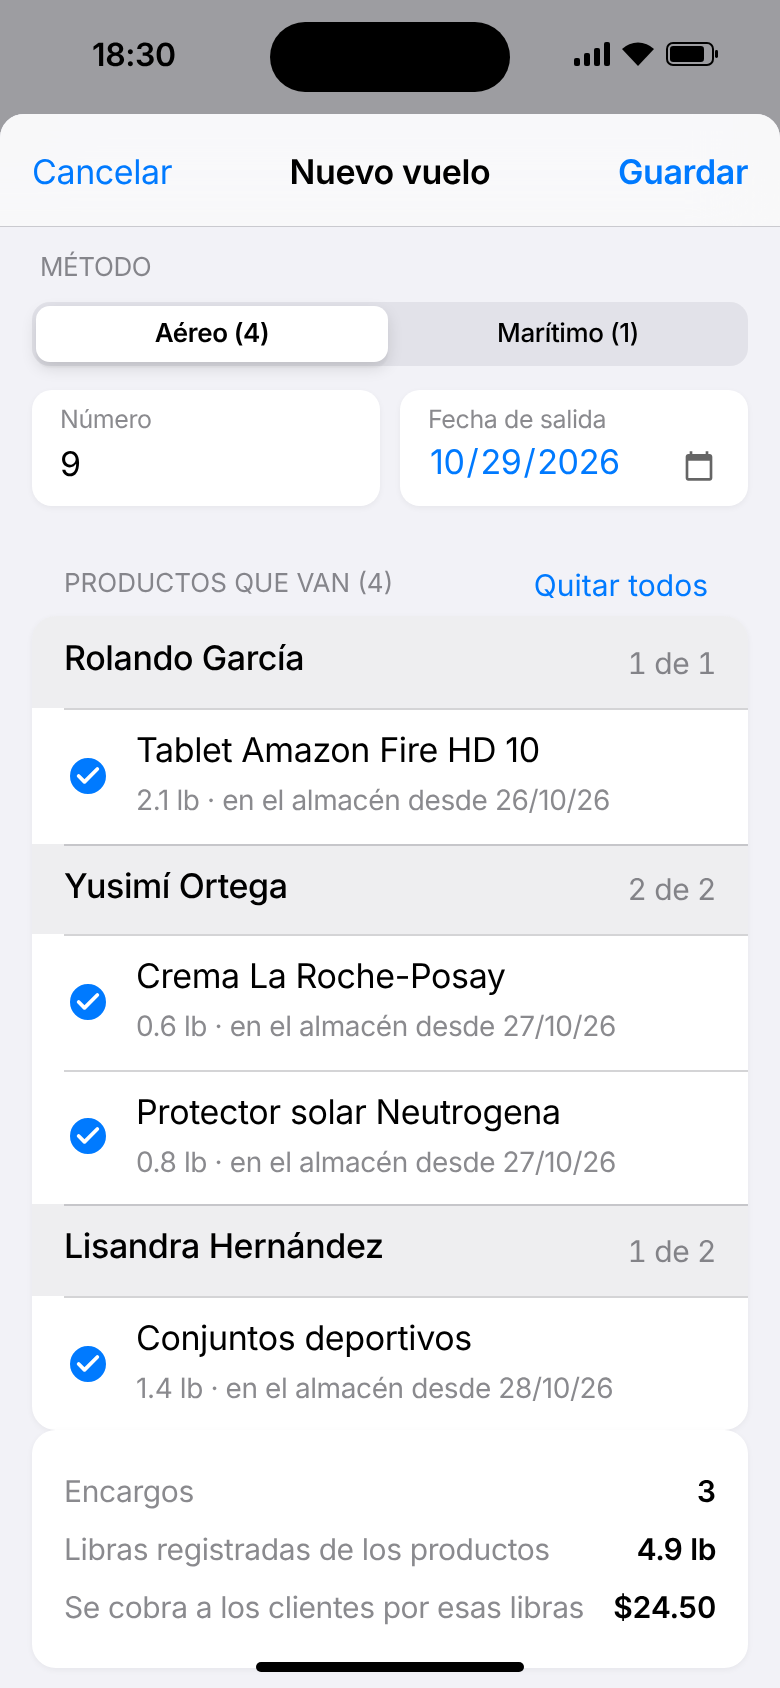 18:30
Cancelar Nuevo vuelo Guardar
MÉTODO
Aéreo (4) Marítimo (1)
Número Fecha de salida
9 10/29/2026
PRODUCTOS QUE VAN (4) Quitar todos
Rolando García 1 de 1
Tablet Amazon Fire HD 10
2.1 lb · en el almacén desde 26/10/26
Yusimí Ortega 2 de 2
Crema La Roche-Posay
0.6 lb · en el almacén desde 27/10/26
Protector solar Neutrogena
0.8 lb · en el almacén desde 27/10/26
Lisandra Hernández 1 de 2
Conjuntos deportivos
1.4 lb · en el almacén desde 28/10/26
Encargos 3
Libras registradas de los productos 4.9 lb
Se cobra a los clientes por esas libras $24.50